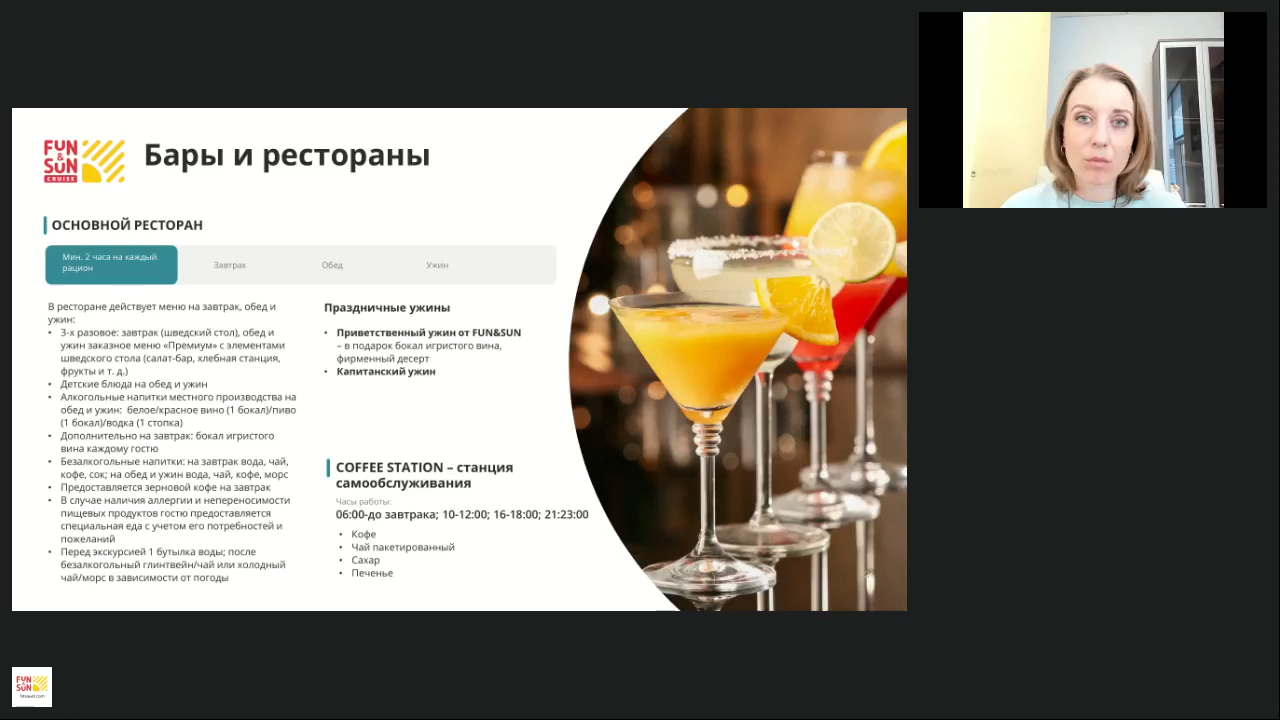 FUN
&
SUN
CRUISE
Бары и рестораны
ОСНОВНОЙ РЕСТОРАН
Мин. 2 часа на каждый
рацион
Завтрак
Обед
Ужин
В ресторане действует меню на завтрак, обед и
ужин:
• 3-х разовое: завтрак (шведский стол), обед и
ужин заказное меню «Премиум» с элементами
шведского стола (салат-бар, хлебная станция,
фрукты и т. д.)
• Детские блюда на обед и ужин
• Алкогольные напитки местного производства на
обед и ужин: белое/красное вино (1 бокал)/пиво
(1 бокал)/водка (1 стопка)
• Дополнительно на завтрак: бокал игристого
вина каждому гостю
• Безалкогольные напитки: на завтрак вода, чай,
кофе, сок; на обед и ужин вода, чай, кофе, морс
• Предоставляется зерновой кофе на завтрак
• В случае наличия аллергии и непереносимости
пищевых продуктов гостю предоставляется
специальная еда с учетом его потребностей и
пожеланий
• Перед экскурсией 1 бутылка воды; после
безалкогольный глинтвейн/чай или холодный
чай/морс в зависимости от погоды
Праздничные ужины
• Приветственный ужин от FUN&SUN
– в подарок бокал игристого вина,
фирменный десерт
• Капитанский ужин
COFFEE STATION – станция
самообслуживания
Часы работы:
06:00-до завтрака; 10-12:00; 16-18:00; 21:23:00
• Кофе
• Чай пакетированный
• Сахар
• Печенье
FUN
&
SUN